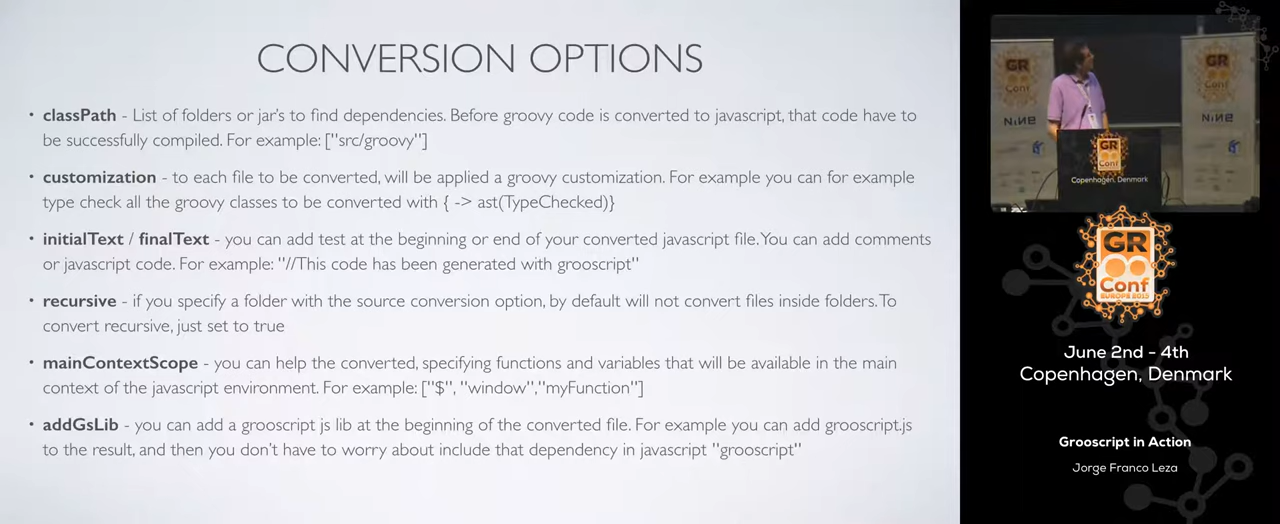 CONVERSION OPTIONS
• classPath - List of folders or jar's to find dependencies. Before groovy code is converted to javascript, that code have to
be successfully compiled. For example: ["src/groovy"]
• customization - to each file to be converted, will be applied a groovy customization. For example you can for example
type check all the groovy classes to be converted with { -> ast(TypeChecked)}
• initialText / finalText - you can add test at the beginning or end of your converted javascript file. You can add comments
or javascript code. For example: "//This code has been generated with grooscript"
• recursive - if you specify a folder with the source conversion option, by default will not convert files inside folders. To
convert recursive, just set to true
• mainContextScope - you can help the converted, specifying functions and variables that will be available in the main
context of the javascript environment. For example: ["$", "window","myFunction"]
• addGsLib - you can add a grooscript js lib at the beginning of the converted file. For example you can add grooscript.js
to the result, and then you don't have to worry about include that dependency in javascript "grooscript"
GR
Conf
NINE
GR
Conf
NINE
GR
Conf
Copenhagen, Denmark
GR
Conf
EUROPE 2015
June 2nd - 4th
Copenhagen, Denmark
Grooscript in Action
Jorge Franco Leza